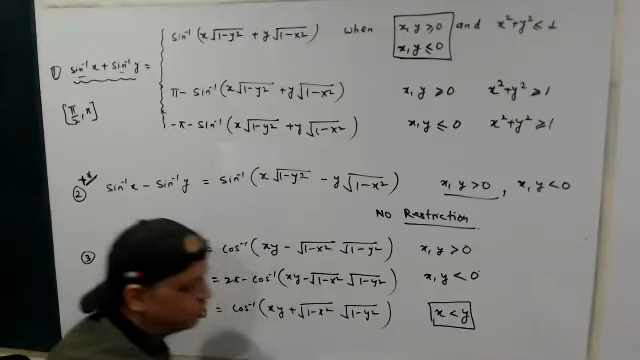 sin⁻¹(x√1-y² + y√1-x²) when x, y ≥ 0 and x²+y² ≤ 1
x, y ≤ 0
1) sin⁻¹x + sin⁻¹y =
π - sin⁻¹(x√1-y² + y√1-x²) x, y ≥ 0 x²+y² ≥ 1
-π - sin⁻¹(x√1-y² + y√1-x²) x, y ≤ 0 x²+y² ≥ 1
② sin⁻¹x - sin⁻¹y = sin⁻¹(x√1-y² - y√1-x²) x, y > 0, x, y < 0
NO Restriction
③ = cos⁻¹(xy - √1-x² √1-y²) x, y > 0
= 2π - cos⁻¹(xy - √1-x² √1-y²) x, y < 0
= cos⁻¹(xy + √1-x² √1-y²) x < y